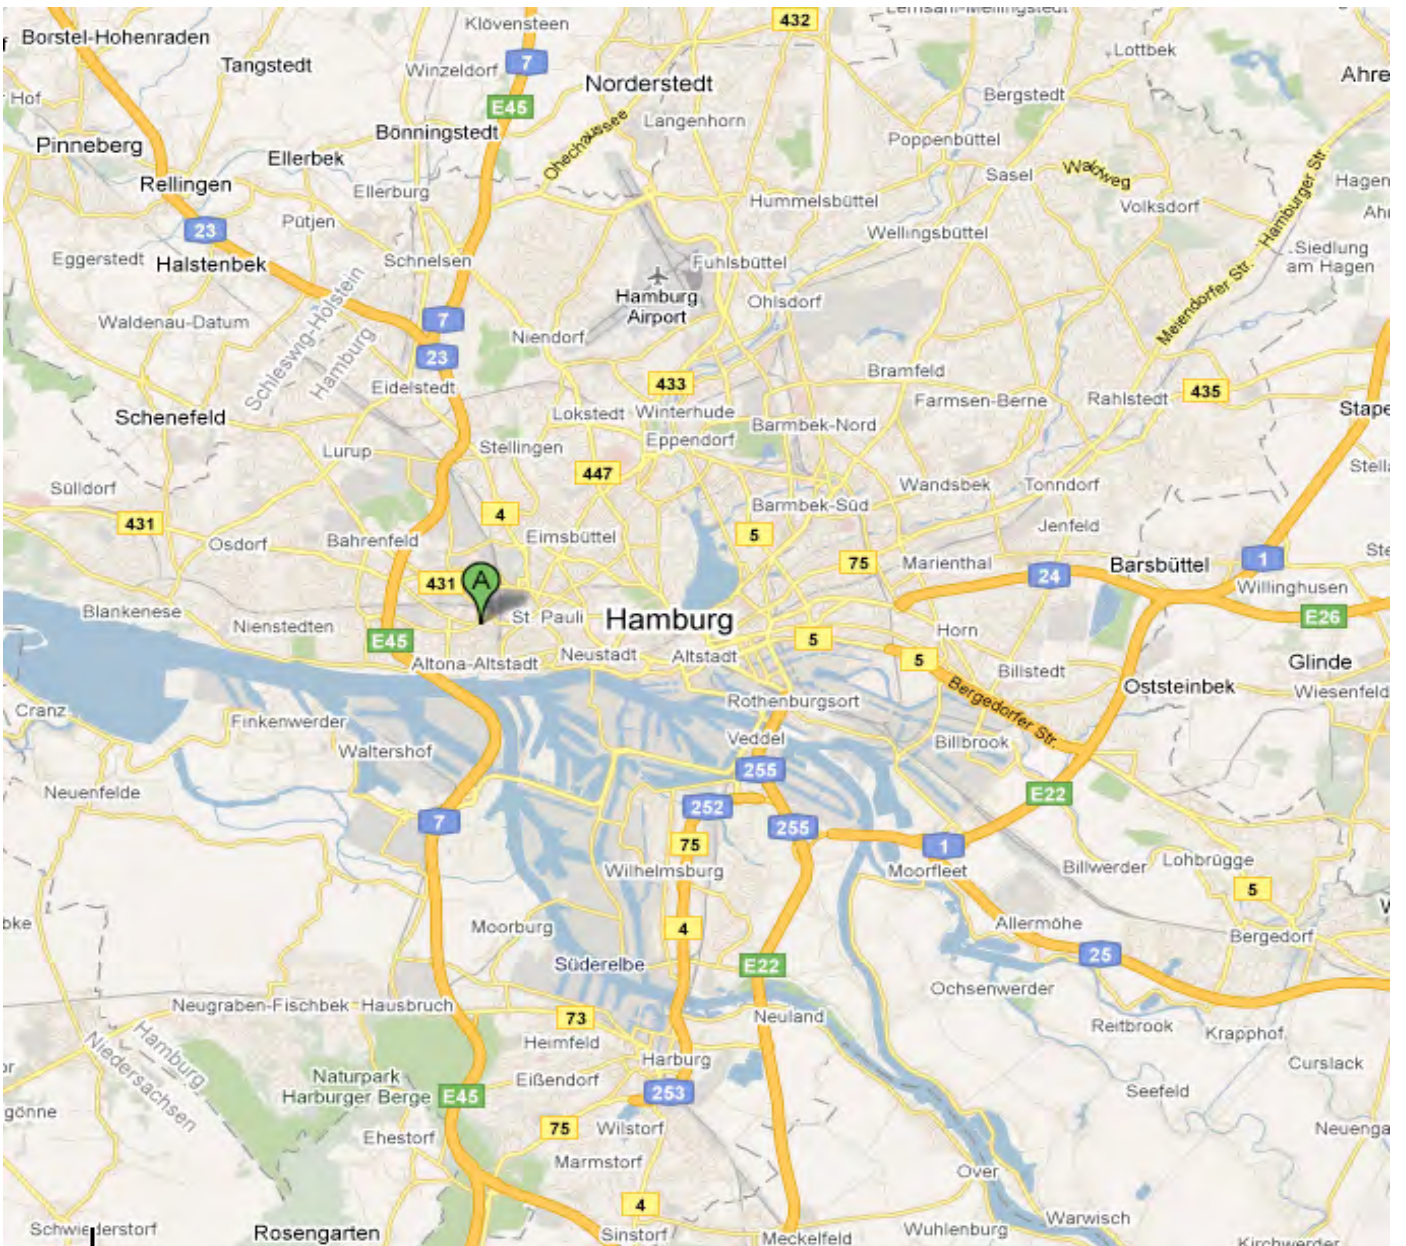 Klövensteen
432
Borstel-Hohenraden
Tangstedt
Winzeldorf
7
Lottbek
Norderstedt
Ahre
Hof
E45
Bergstedt
Langenhorn
Bönningstedt
Ohechaussee
Poppenbüttel
Pinneberg
Ellerbek
Sasel
Waldweg
Hamburger Str.
Rellingen
Ellerburg
Hummelsbüttel
Hagen
Volksdorf
Pütjen
23
Wellingsbüttel
Siedlung
am Hagen
Eggerstedt
Halstenbek
Schnelsen
Fuhlsbüttel
Hamburg
Airport
Ohlsdorf
Meiendorfer Str.
Schleswig-Holstein
Hamburg
Waldenau-Datum
7
Niendorf
23
Bramfeld
Eidelstedt
433
435
Farmsen-Berne
Rahlstedt
Schenefeld
Lokstedt
Winterhude
Stape
Barmbek-Nord
Eppendorf
Stellingen
Lurup
447
Stell
Sülldorf
Wandsbek
Tonndorf
Barmbek-Süd
4
431
Jenfeld
Osdorf
Bahrenfeld
Eimsbüttel
5
75
Marienthal
Barsbüttel
1
Ste
24
431
A
Willinghusen
Blankenese
Nienstedten
St. Pauli
Hamburg
E26
E45
5
Horn
Altona-Altstadt
Neustadt
Altstadt
5
Billstedt
Glinde
Oststeinbek
Wiesenfeld
Rothenburgsort
Bergedorfer Str.
Cranz
Finkenwerder
Waltershof
Veddel
Billbrook
255
Neuenfelde
E22
252
7
255
75
1
Wilhelmsburg
Moorfleet
Billwerder
Lohbrügge
5
Moorburg
4
Allermöhe
Bergedorf
Süderelbe
E22
25
Ochsenwerder
Neugraben-Fischbek
Hausbruch
73
Neuland
Reitbrook
Krapphof
Hamburg
Niedersachsen
Heimfeld
Harburg
Curslack
Naturpark
Harburger Berge
E45
Eißendorf
253
Seefeld
gönne
75
Wilstorf
Neuenga
Ehestorf
Marmstorf
Over
4
Schwiederstorf
Rosengarten
Sinstorf
Meckelfeld
Wuhlenburg
Warwisch